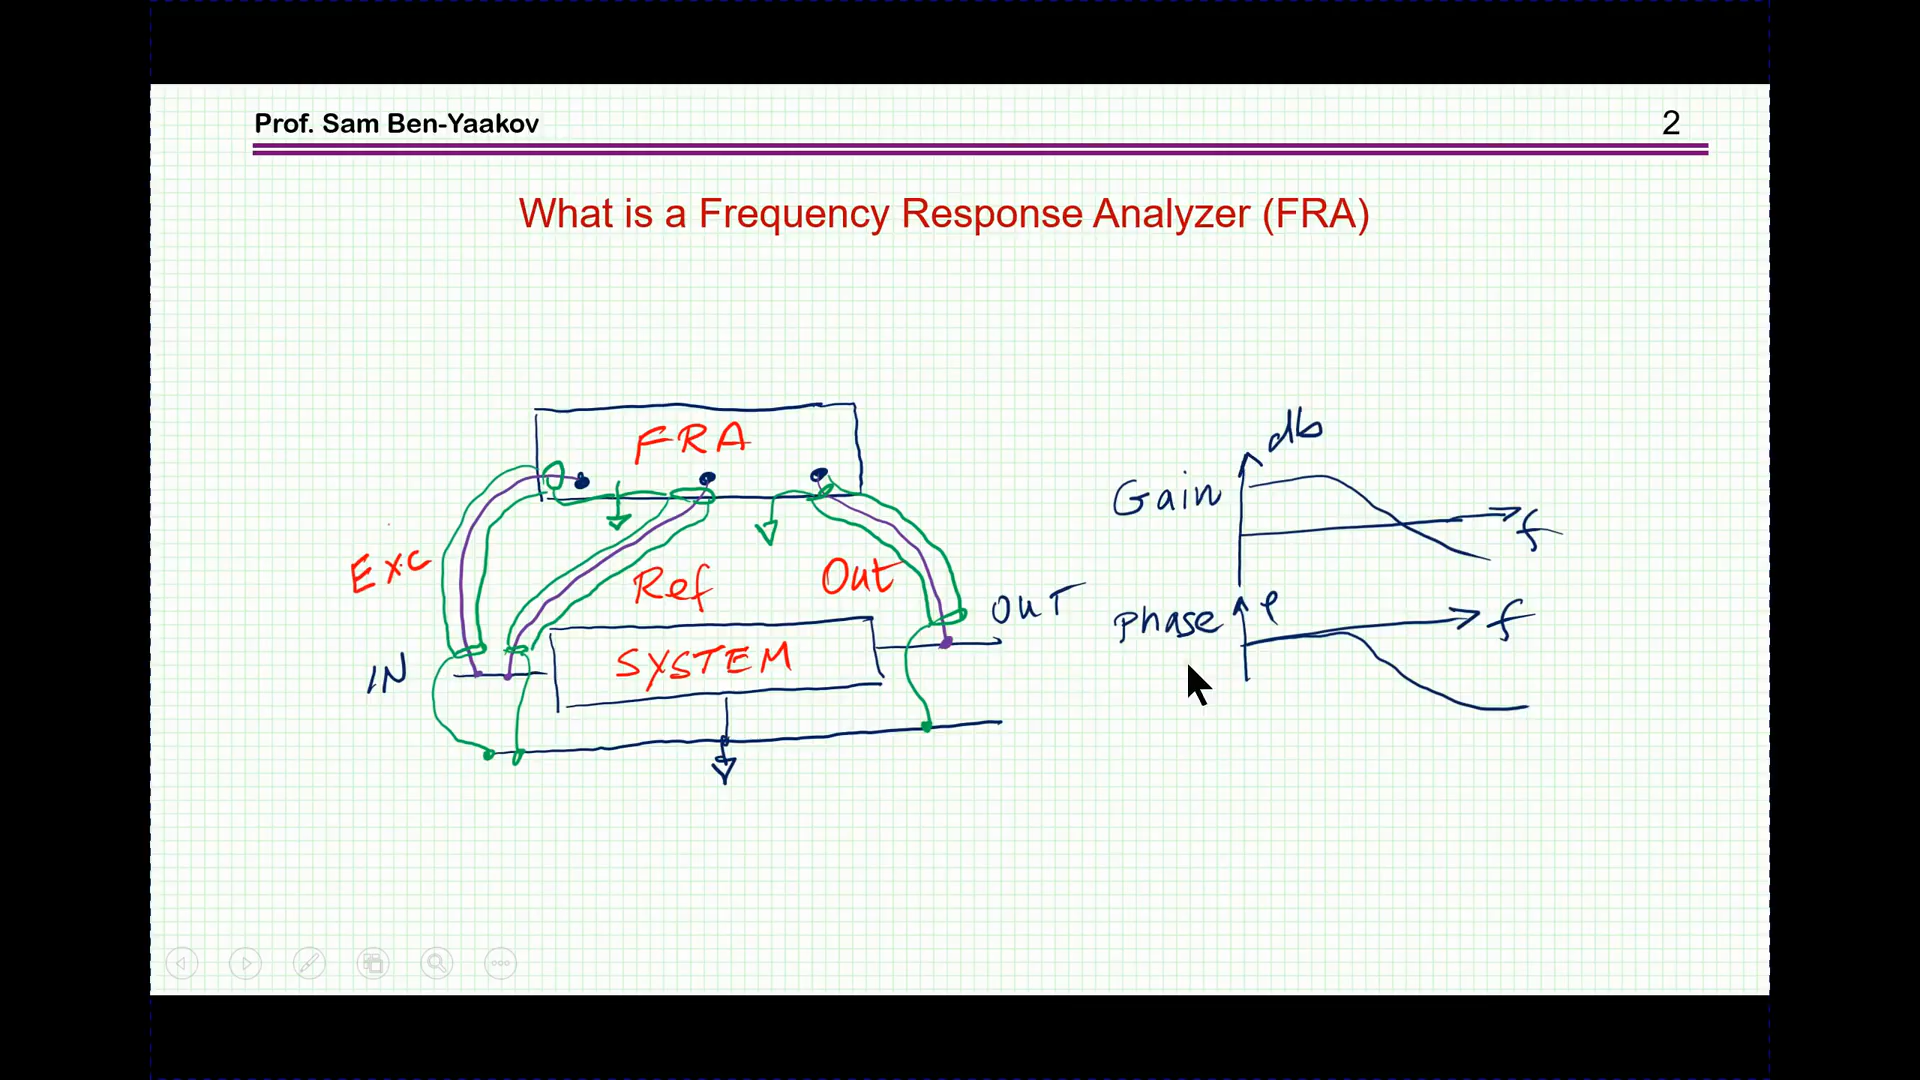 Prof. Sam Ben-Yaakov
2
What is a Frequency Response Analyzer (FRA)
FRA
db
Gain
f
Exc
Ref
Out
OUT
Phase
φ
f
IN
SYSTEM